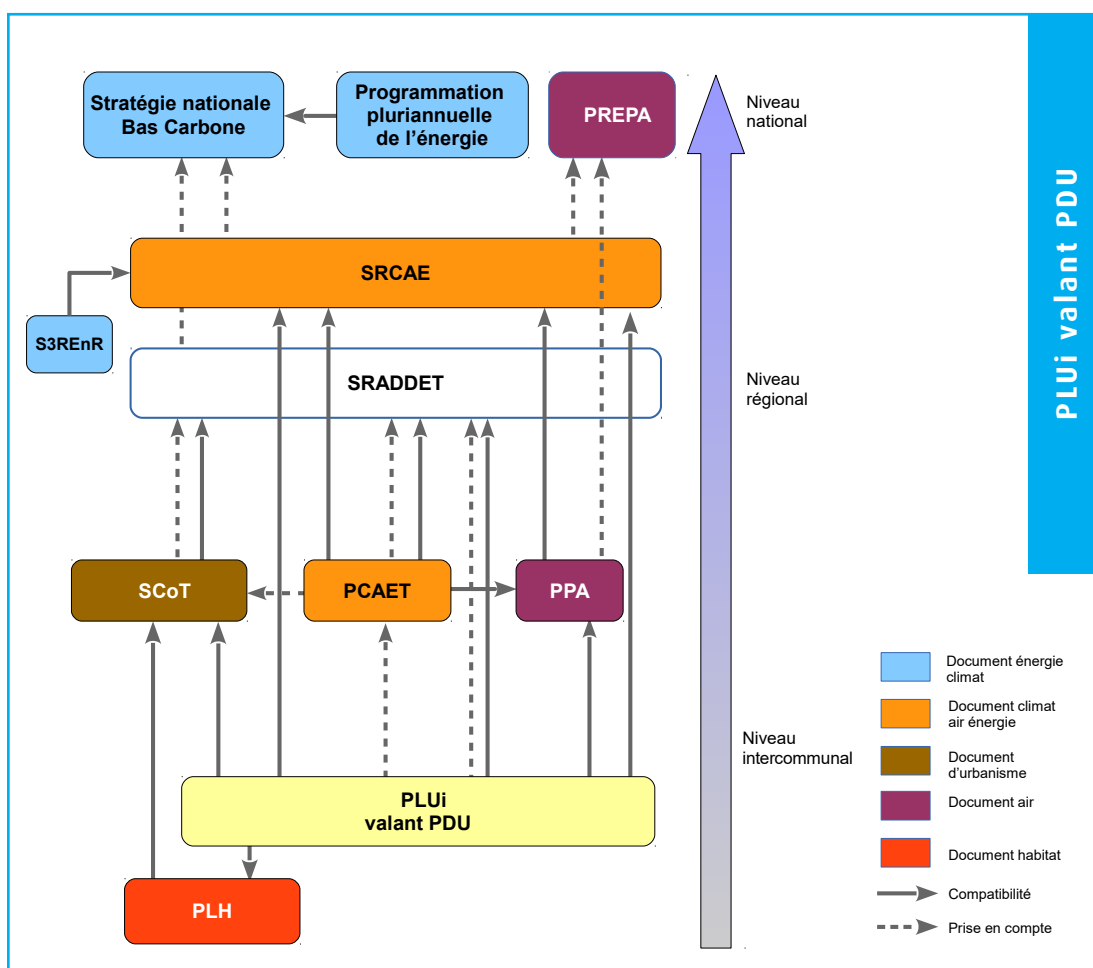 Stratégie nationale
Bas Carbone
Programmation
pluriannuelle
de l'énergie
PREPA
Niveau
national
PLUi valant PDU
SRCAE
S3REnR
SRADDET
Niveau
régional
SCoT
PCAET
PPA
Niveau
intercommunal
PLUi
valant PDU
PLH
Document énergie
climat
Document climat
air énergie
Document
d'urbanisme
Document air
Document habitat
Compatibilité
Prise en compte